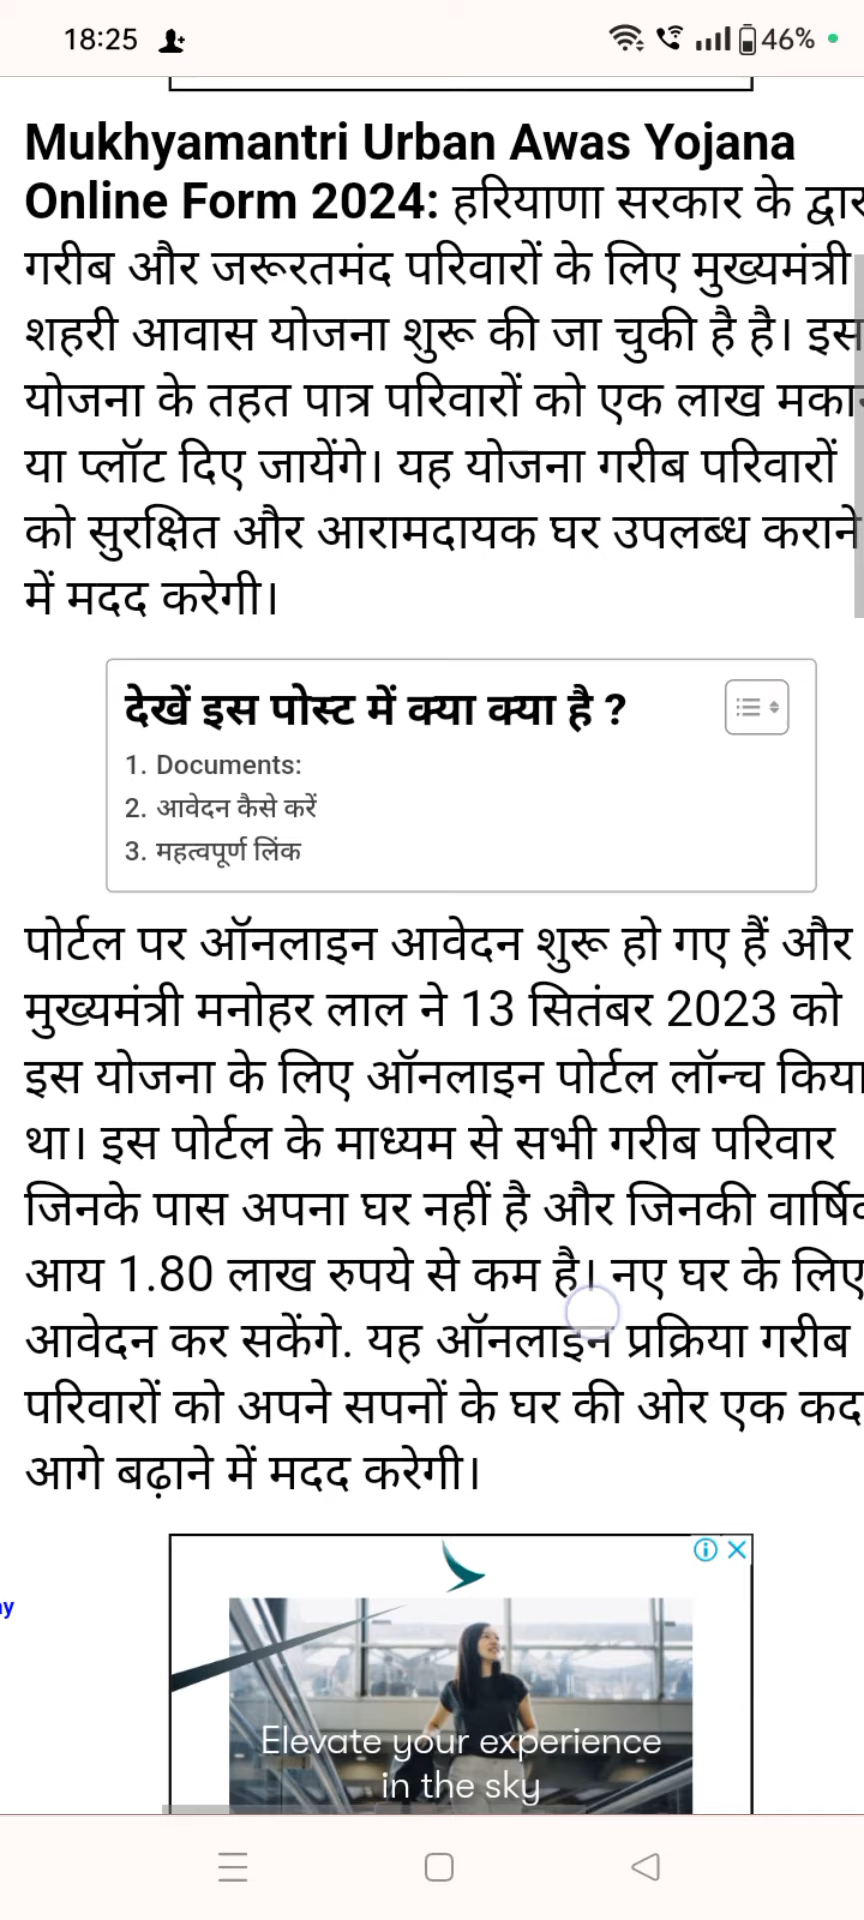 18:25
46%
Mukhyamantri Urban Awas Yojana
Online Form 2024: हरियाणा सरकार के
गरीब और जरूरतमंद परिवारों के लिए मुख्यमंत्री
शहरी आवास योजना शुरू की जा चुकी है है। इस
योजना के तहत पात्र परिवारों को एक लाख
या प्लॉट दिए जायेंगे। यह योजना गरीब परिवारों
को सुरक्षित और आरामदायक घर उपलब्ध कराने
में मदद करेगी।
देखें इस पोस्ट में क्या क्या है ?
1. Documents:
2. आवेदन कैसे करें
3. महत्वपूर्ण लिंक
पोर्टल पर ऑनलाइन आवेदन शुरू हो गए हैं और
मुख्यमंत्री मनोहर लाल ने 13 सितंबर 2023 को
इस योजना के लिए ऑनलाइन पोर्टल लॉन्च किया
था। इस पोर्टल के माध्यम से सभी गरीब परिवार
जिनके पास अपना घर नहीं है और जिनकी
आय 1.80 लाख रुपये से कम है। नए घर के लिए
आवेदन कर सकेंगे. यह ऑनलाइन प्रक्रिया गरीब
परिवारों को अपने सपनों के घर की ओर एक
आगे बढ़ाने में मदद करेगी।
Elevate your experience
in the sky